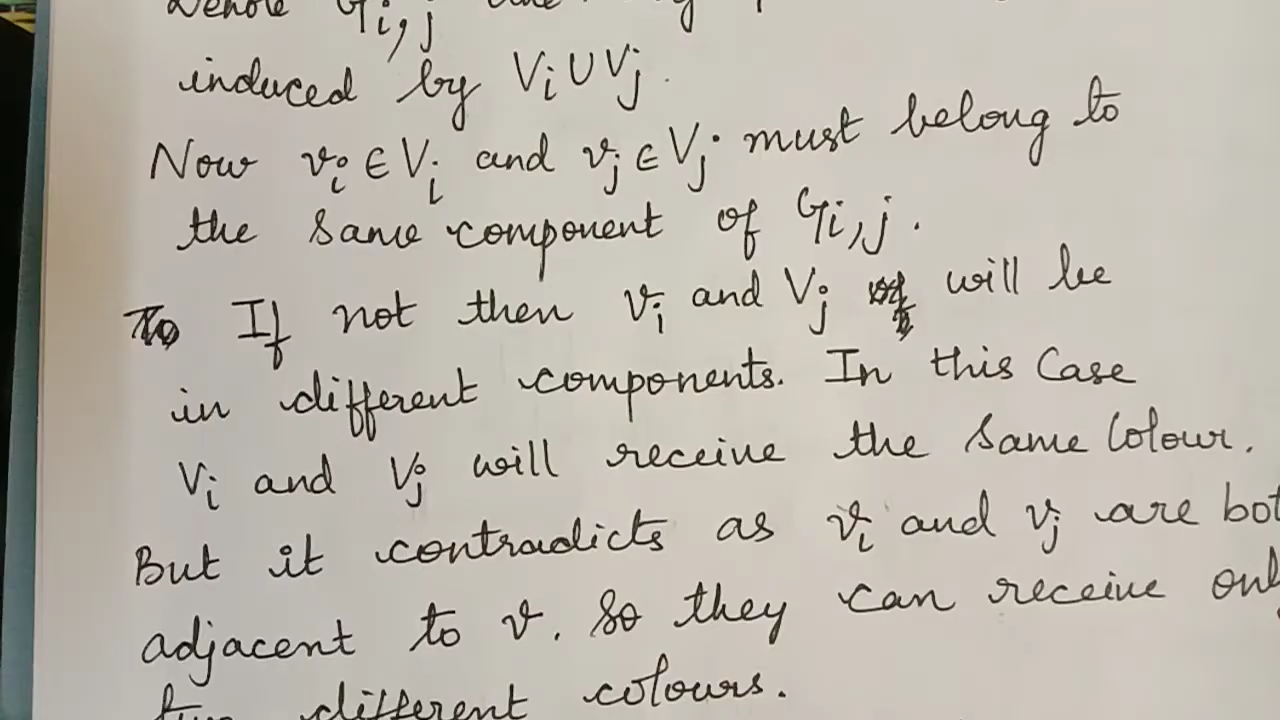 Denote Gi,j
induced by Vi ∪ Vj.
Now vi ∈ Vi and vj ∈ Vj must belong to
the same component of Gi,j.
If not then vi and Vj will be
in different components. In this Case
Vi and Vj will receive the same Colour.
But it contradicts as vi and vj are bot
adjacent to v. So they can receive onl
different colours.